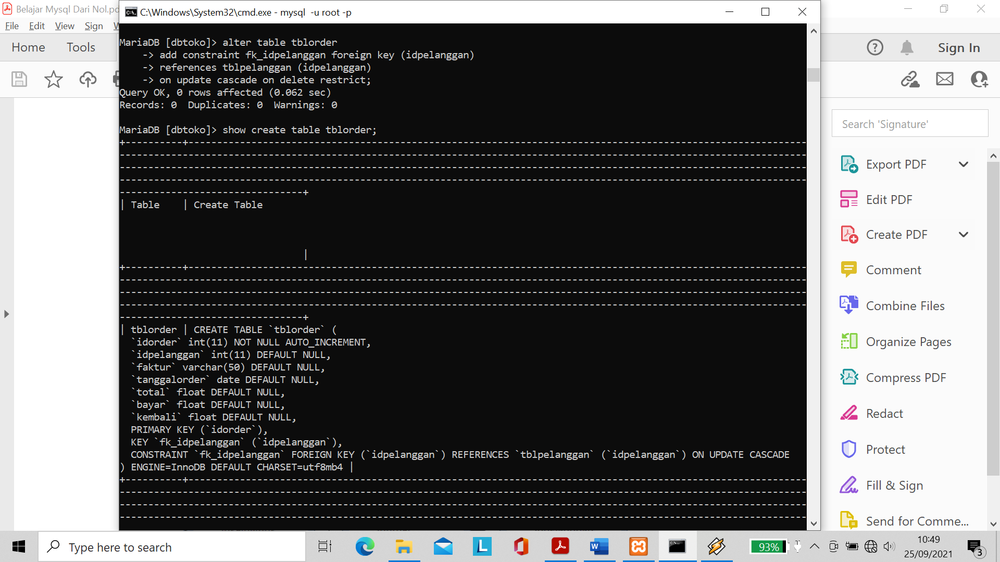 Belajar Mysql Dari Nol.pd
C:\Windows\System32\cmd.exe - mysql  -u root -p
File Edit View Sign W
Home Tools
Sign In
MariaDB [dbtoko]> alter table tblorder
    -> add constraint fk_idpelanggan foreign key (idpelanggan)
    -> references tblpelanggan (idpelanggan)
    -> on update cascade on delete restrict;
Query OK, 0 rows affected (0.062 sec)
Records: 0  Duplicates: 0  Warnings: 0
MariaDB [dbtoko]> show create table tblorder;
| Table    | Create Table
|
| tblorder | CREATE TABLE `tblorder` (
  `idorder` int(11) NOT NULL AUTO_INCREMENT,
  `idpelanggan` int(11) DEFAULT NULL,
  `faktur` varchar(50) DEFAULT NULL,
  `tanggalorder` date DEFAULT NULL,
  `total` float DEFAULT NULL,
  `bayar` float DEFAULT NULL,
  `kembali` float DEFAULT NULL,
  PRIMARY KEY (`idorder`),
  KEY `fk_idpelanggan` (`idpelanggan`),
  CONSTRAINT `fk_idpelanggan` FOREIGN KEY (`idpelanggan`) REFERENCES `tblpelanggan` (`idpelanggan`) ON UPDATE CASCADE
) ENGINE=InnoDB DEFAULT CHARSET=utf8mb4 |
Search 'Signature'
Export PDF
Edit PDF
Create PDF
Comment
Combine Files
Organize Pages
Compress PDF
Redact
Protect
Fill & Sign
Send for Comme...
Type here to search
93%
10:49
25/09/2021
3